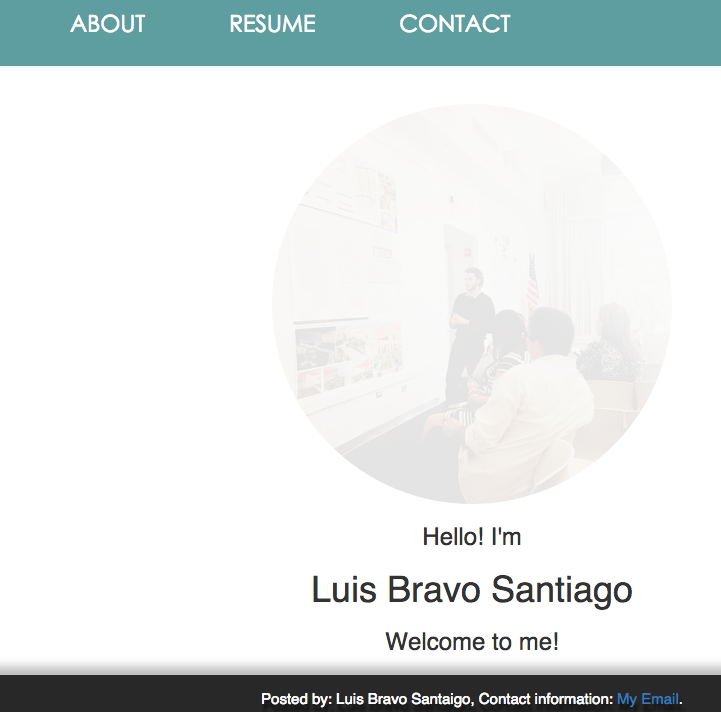 ABOUT RESUME CONTACT
Hello! I'm
Luis Bravo Santiago
Welcome to me!
Posted by: Luis Bravo Santaigo, Contact information: My Email.